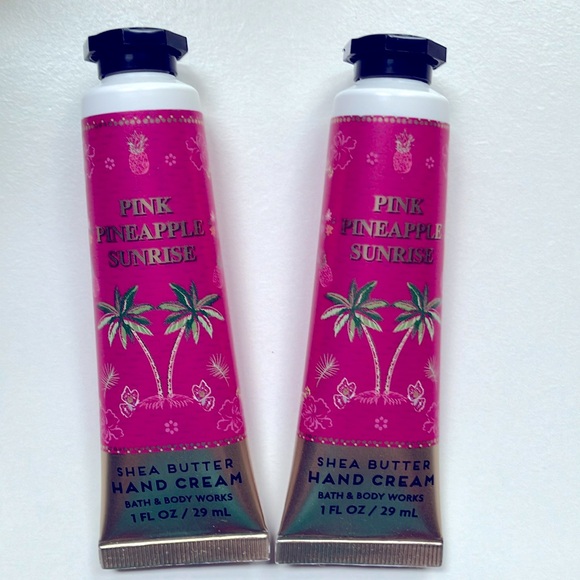 PINK
PINEAPPLE
SUNRISE
SHEA BUTTER
HAND CREAM
BATH & BODY WORKS
1 FL OZ / 29 mL
PINK
PINEAPPLE
SUNRISE
SHEA BUTTER
HAND CREAM
BATH & BODY WORKS
1 FL OZ / 29 mL